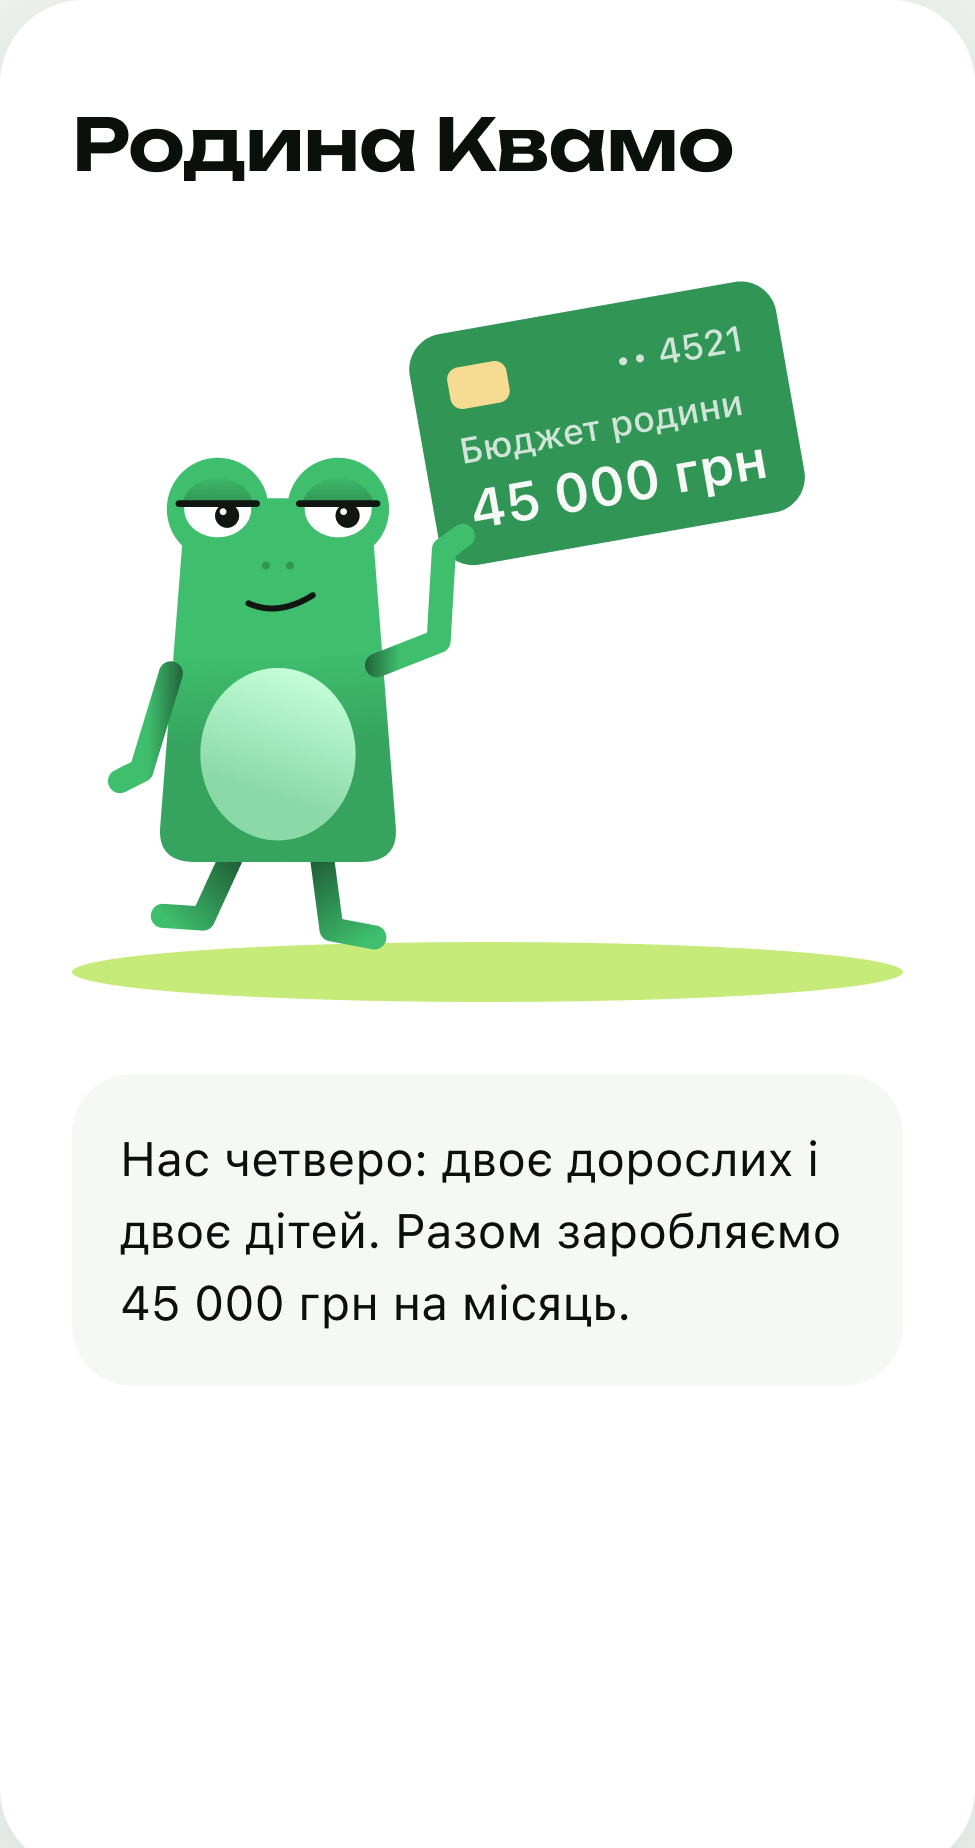 Родина Квамо
•• 4521
Бюджет родини
45 000 грн
Нас четверо: двоє дорослих і
двоє дітей. Разом заробляємо
45 000 грн на місяць.